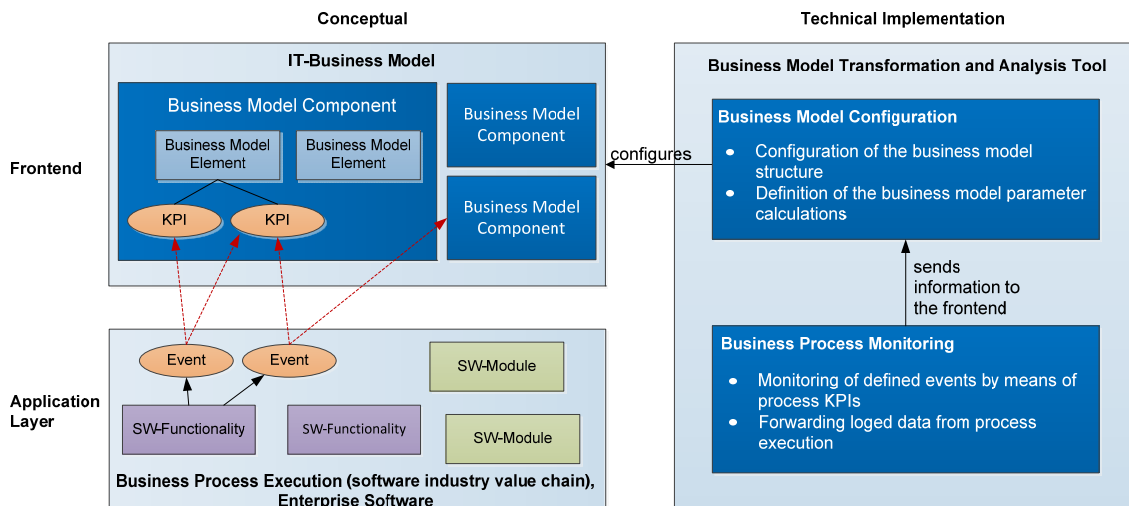 Conceptual
Technical Implementation
IT-Business Model
Business Model Transformation and Analysis Tool
Frontend
Business Model Component
Business Model
Element
Business Model
Element
KPI
KPI
Business Model
Component
Business Model
Component
configures
Business Model Configuration
• Configuration of the business model
structure
• Definition of the business model parameter
calculations
sends
information to
the frontend
Application
Layer
Event
Event
SW-Functionality
SW-Functionality
SW-Module
SW-Module
Business Process Execution (software industry value chain),
Enterprise Software
Business Process Monitoring
• Monitoring of defined events by means of
process KPIs
• Forwarding loged data from process
execution